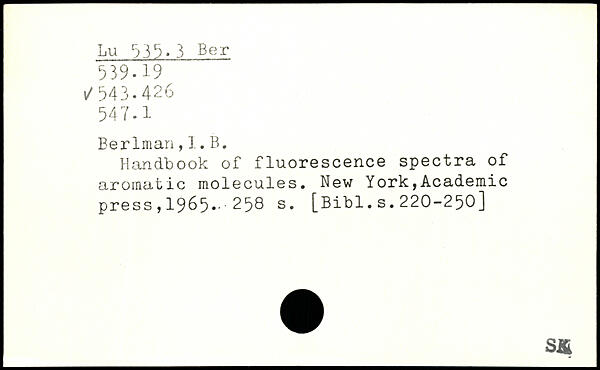 Lu 535.3 Ber
539.19
✓ 543.426
547.1
Berlman,I.B.
Handbook of fluorescence spectra of
aromatic molecules. New York,Academic
press,1965. 258 s. [Bibl.s.220-250]